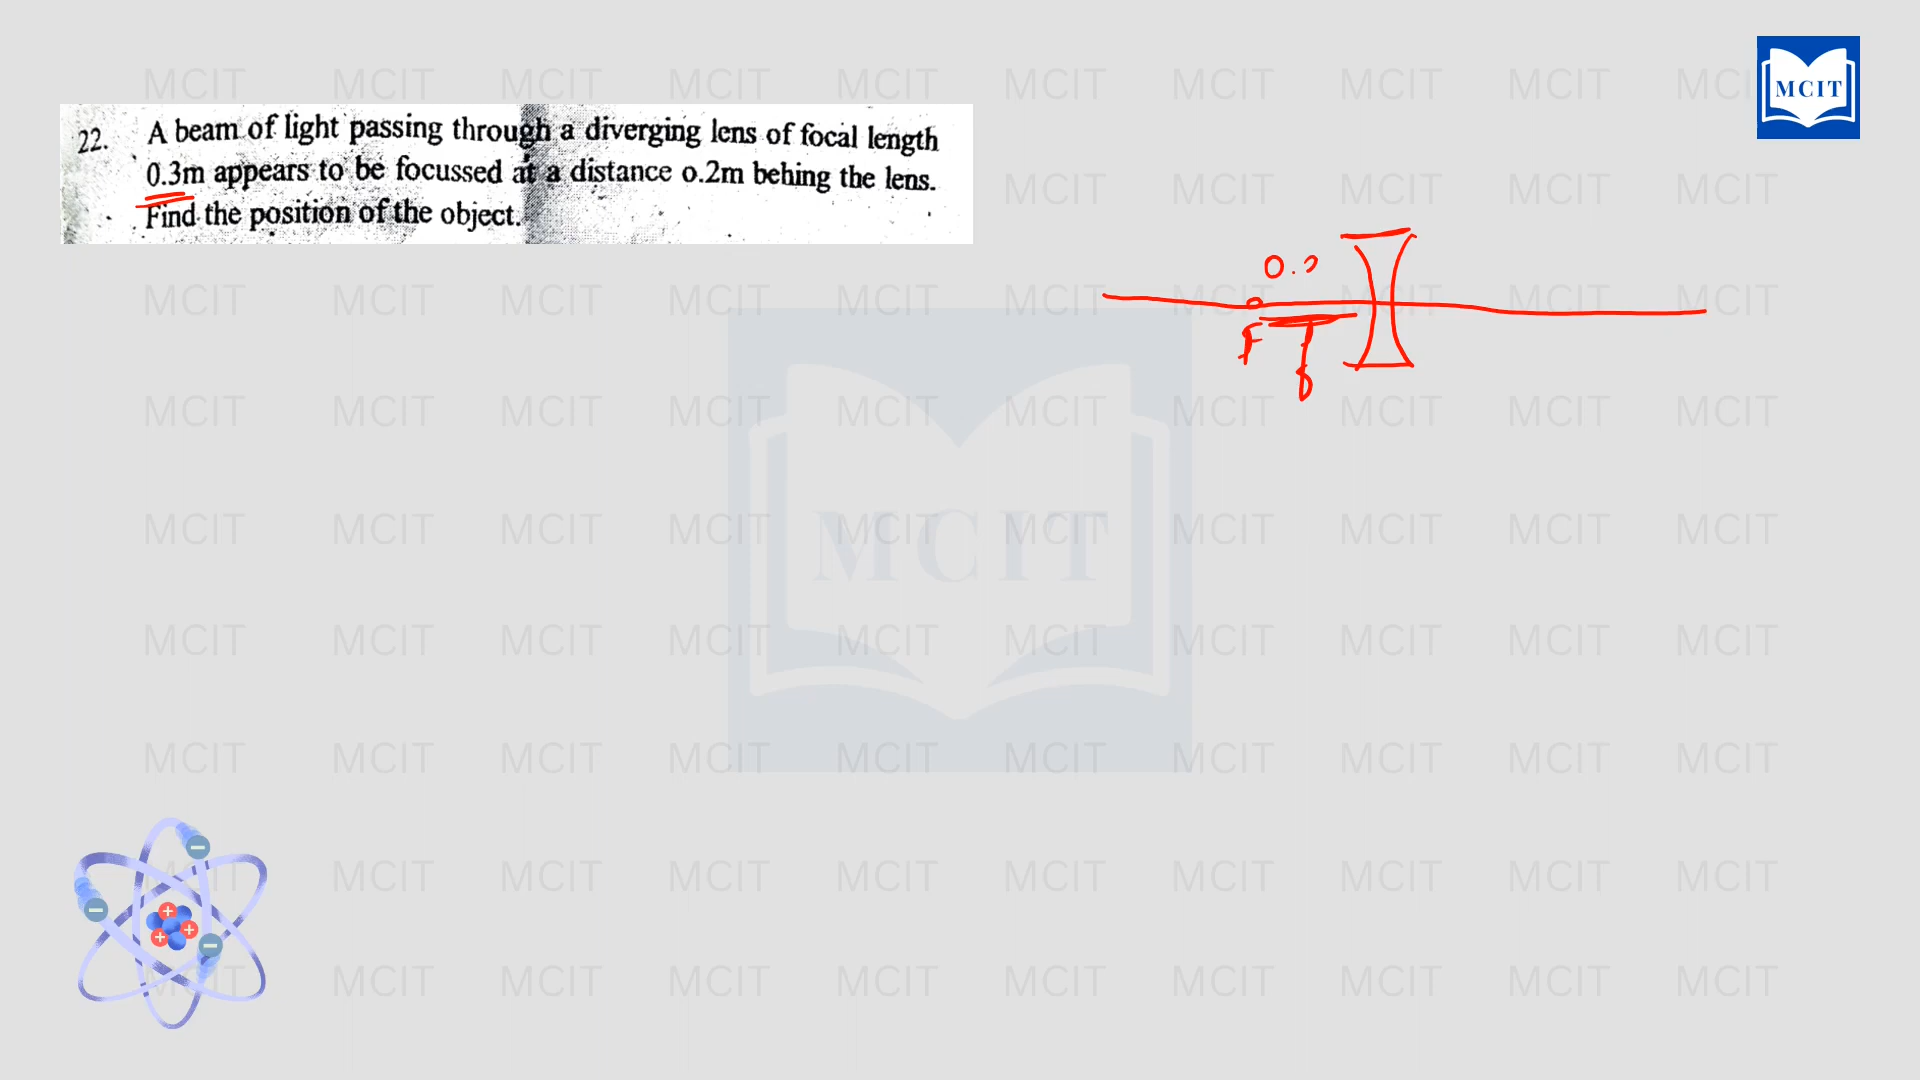 MCIT
22. A beam of light passing through a diverging lens of focal length
0.3m appears to be focussed at a distance o.2m behing the lens.
Find the position of the object.
0.2
F
f
MCIT